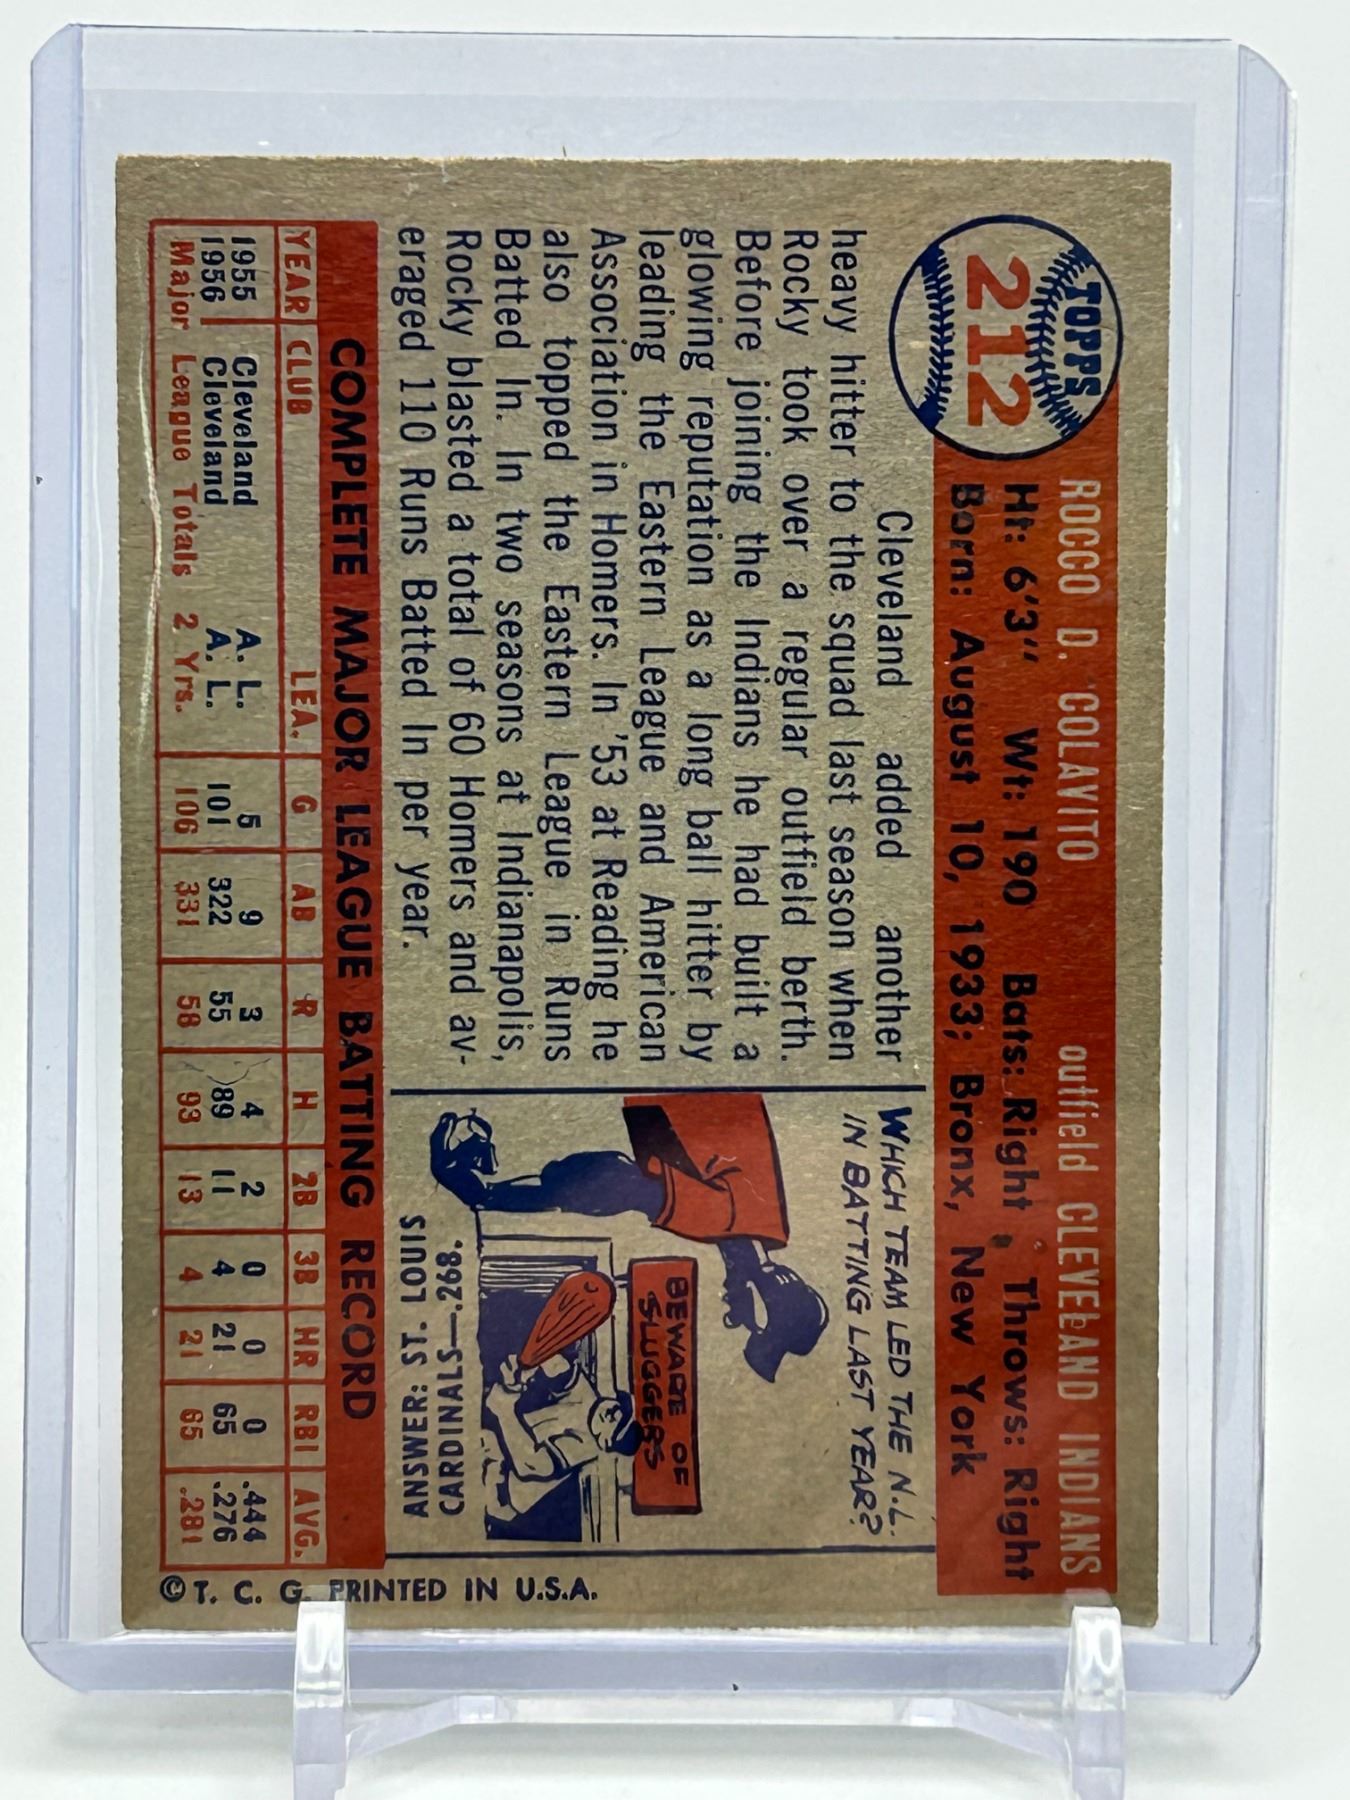 TOPPS
212
ROCCO D. COLAVITO outfield CLEVELAND INDIANS
Ht: 6'3" Wt: 190 Bats: Right Throws: Right
Born: August 10, 1933; Bronx, New York
Cleveland added another
heavy hitter to the squad last season when
Rocky took over a regular outfield berth.
Before joining the Indians he had built a
glowing reputation as a long ball hitter by
leading the Eastern League and American
Association in Homers. In '53 at Reading he
also topped the Eastern League in Runs
Batted In. In two seasons at Indianapolis,
Rocky blasted a total of 60 Homers and av-
eraged 110 Runs Batted In per year.
WHICH TEAM LED THE N.L.
IN BATTING LAST YEAR?
BEWARE OF
SLUGGERS
ANSWER: ST. LOUIS
CARDINALS—.268.
COMPLETE MAJOR LEAGUE BATTING RECORD
YEAR CLUB LEA. G AB R H 2B 3B HR RBI AVG.
1955 Cleveland A. L. 5 9 3 4 2 0 0 0 .444
1956 Cleveland A. L. 101 322 55 89 11 4 21 65 .276
Major League Totals 2 Yrs. 106 331 58 93 13 4 21 65 .281
© T. C. G. PRINTED IN U.S.A.